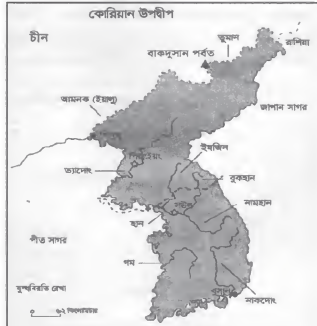 কোরিয়ান উপদ্বীপ
চীন
তুমান
রাশিয়া
বাকদুসান পর্বত
আমনক (ইয়ালু)
জাপান সাগর
ইমজিন
ত্যাদোং
বুকহান
নামহান
হান
পীত সাগর
গম
যুদ্ধবিরতি রেখা
নাকদোং